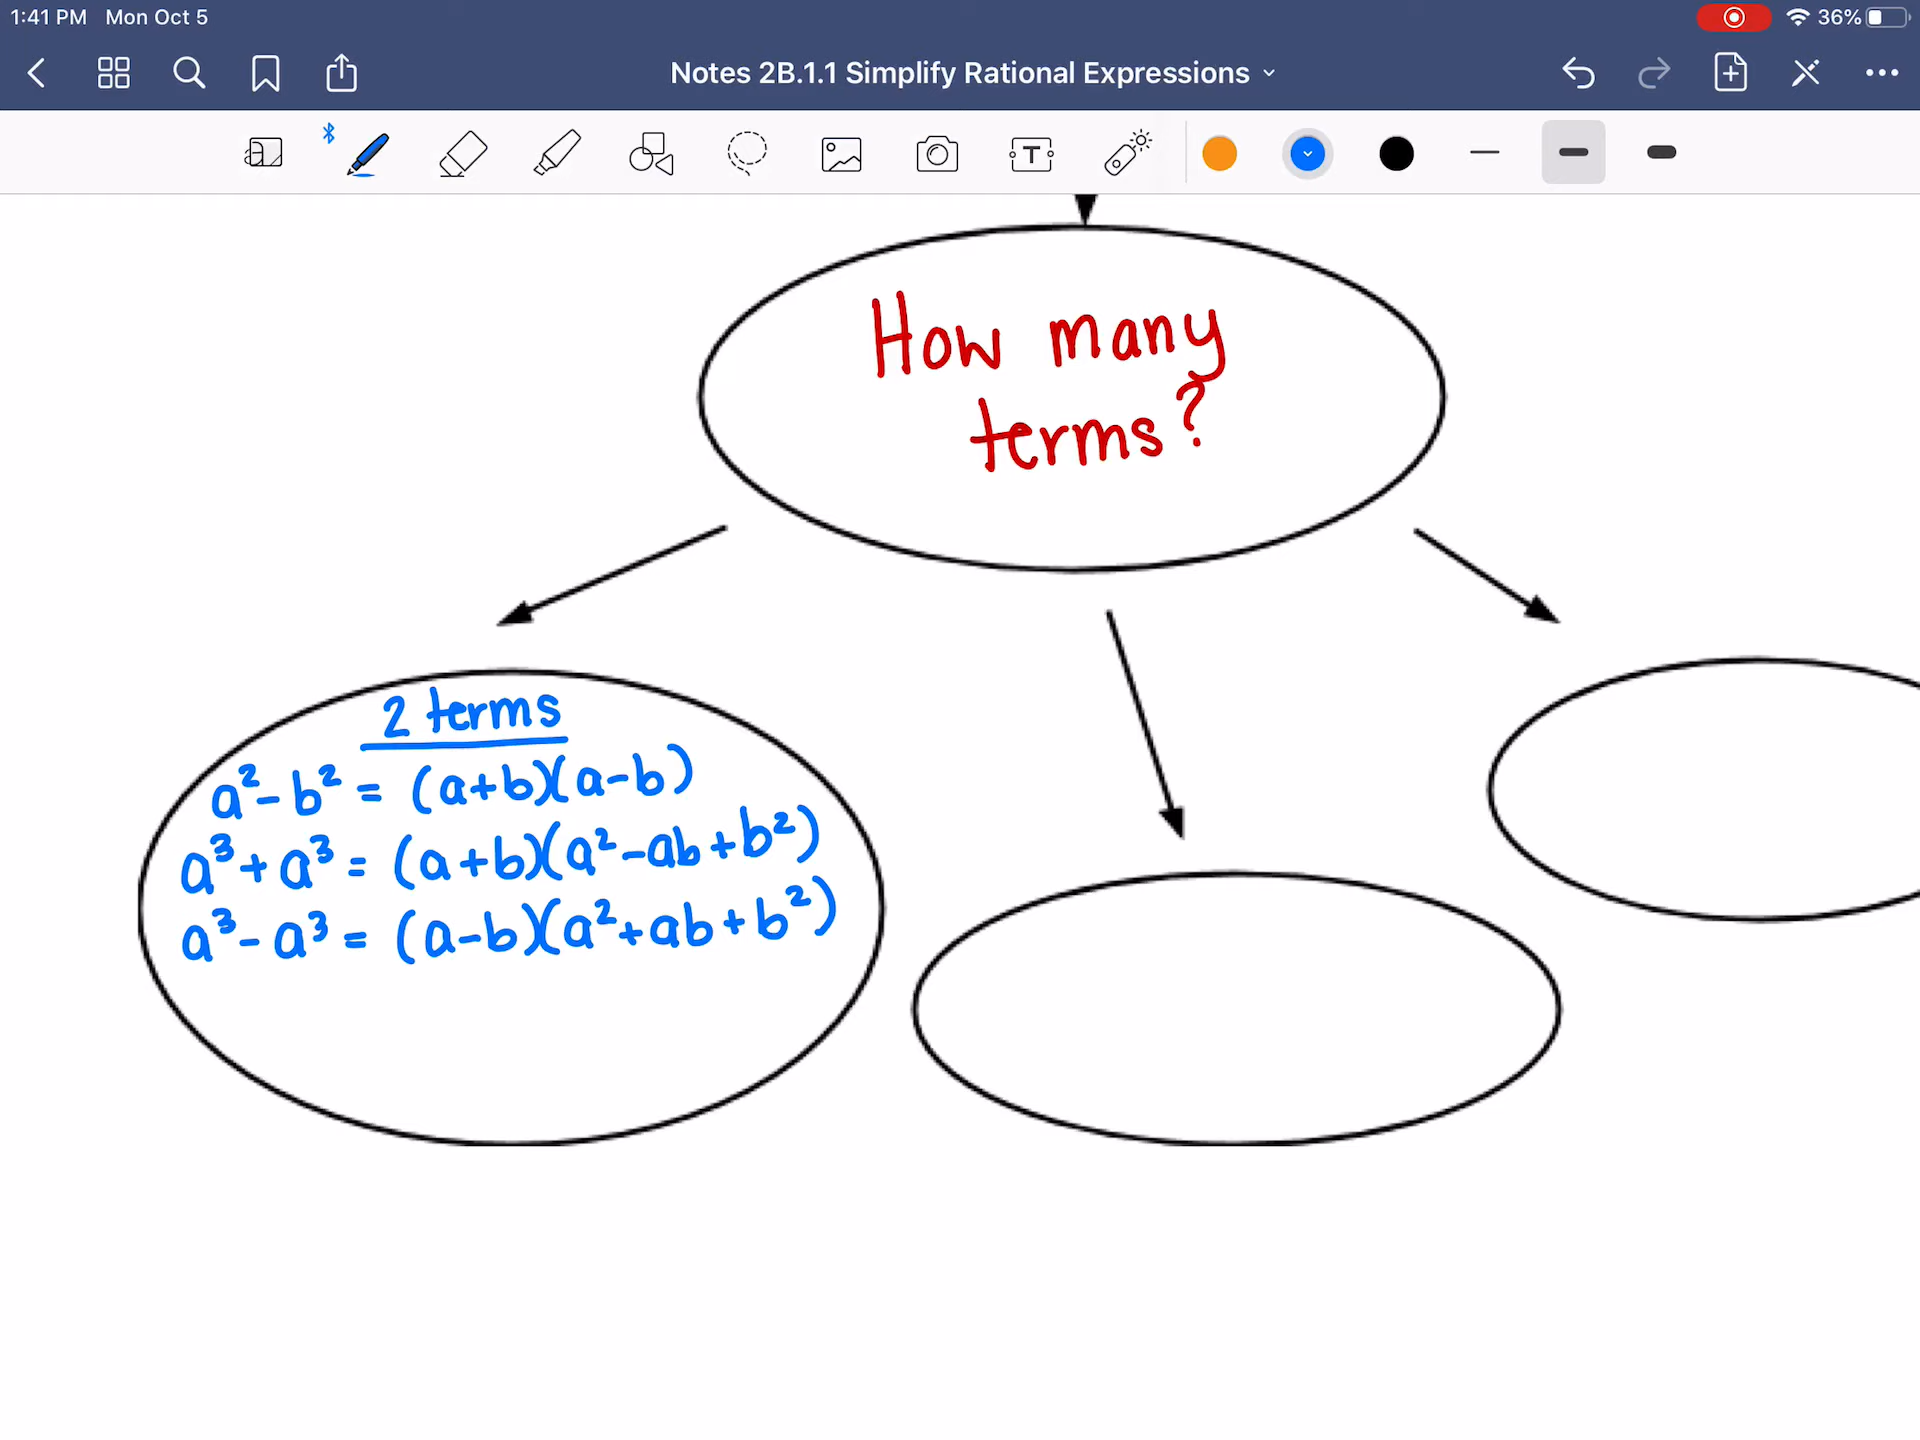 1:41 PM Mon Oct 5
36%
Notes 2B.1.1 Simplify Rational Expressions
a
T
How many
terms?
2 terms
a²-b² = (a+b)(a-b)
a³+a³ = (a+b)(a²-ab+b²)
a³-a³ = (a-b)(a²+ab+b²)